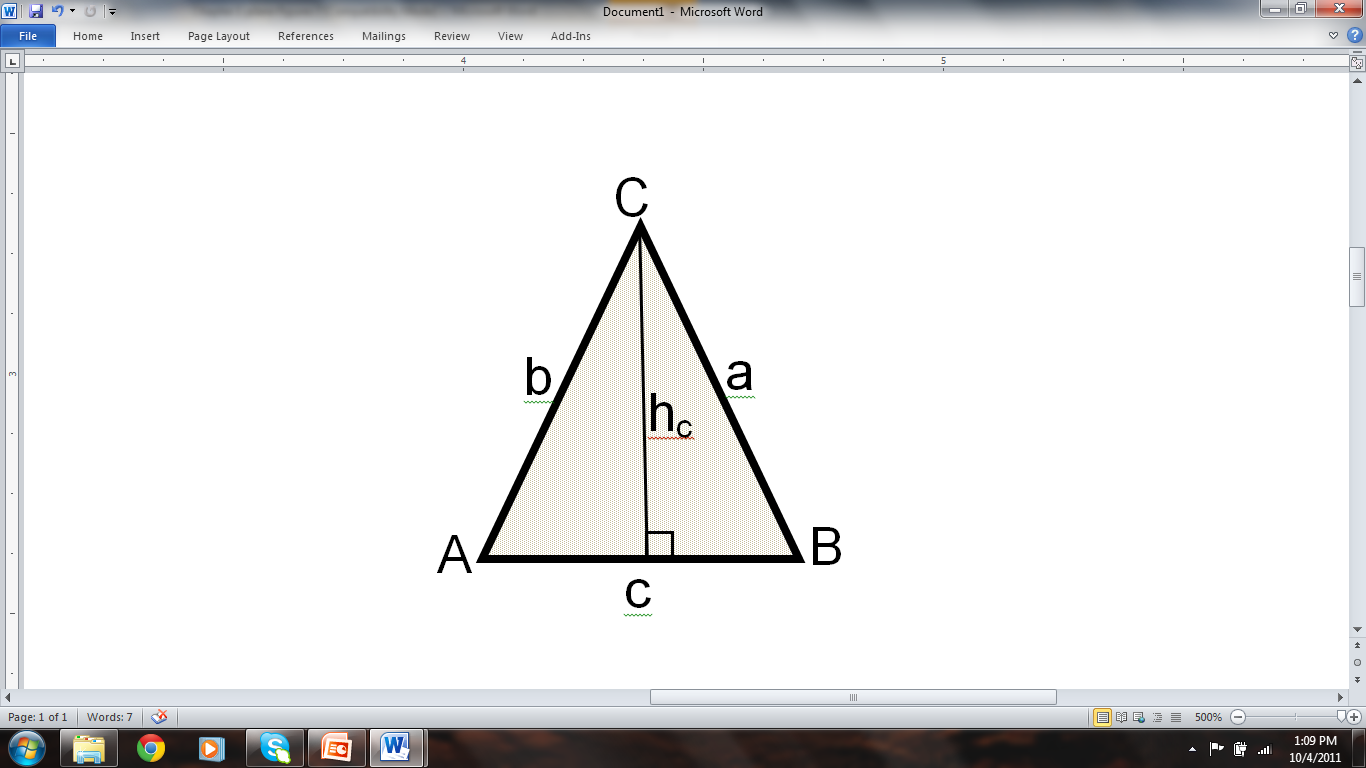 Document1 - Microsoft Word
File Home Insert Page Layout References Mailings Review View Add-Ins
4 5
3
C
b a
h꜀
A B
c
Page: 1 of 1 Words: 7 500%
1:09 PM
10/4/2011